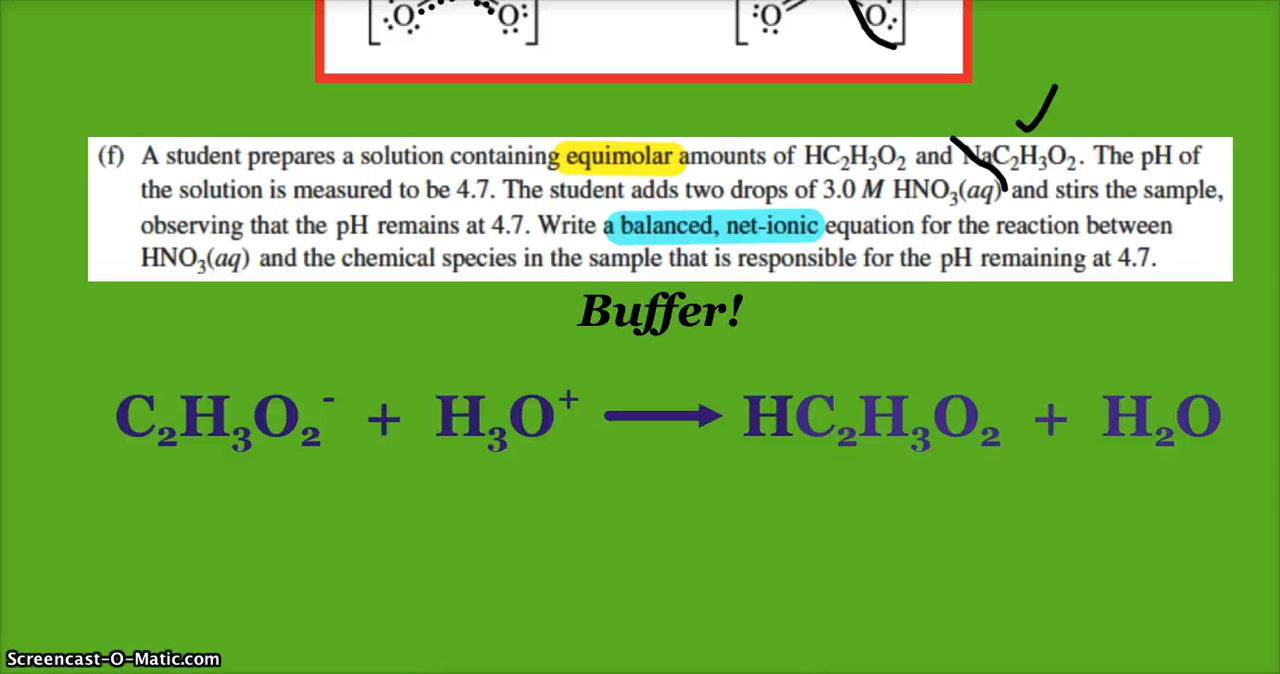 [:O:  O:]  [:O  O:]
(f) A student prepares a solution containing equimolar amounts of HC₂H₃O₂ and NaC₂H₃O₂. The pH of
the solution is measured to be 4.7. The student adds two drops of 3.0 M HNO₃(aq) and stirs the sample,
observing that the pH remains at 4.7. Write a balanced, net-ionic equation for the reaction between
HNO₃(aq) and the chemical species in the sample that is responsible for the pH remaining at 4.7.
Buffer!
C₂H₃O₂⁻ + H₃O⁺ ⟶ HC₂H₃O₂ + H₂O
Screencast-O-Matic.com